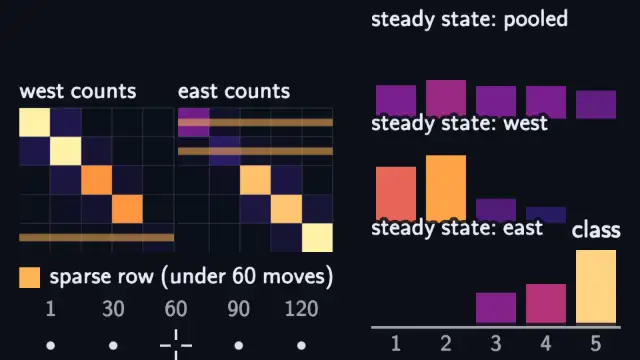 steady state: pooled
west counts
east counts
steady state: west
steady state: east
class
sparse row (under 60 moves)
1 30 60 90 120
1 2 3 4 5